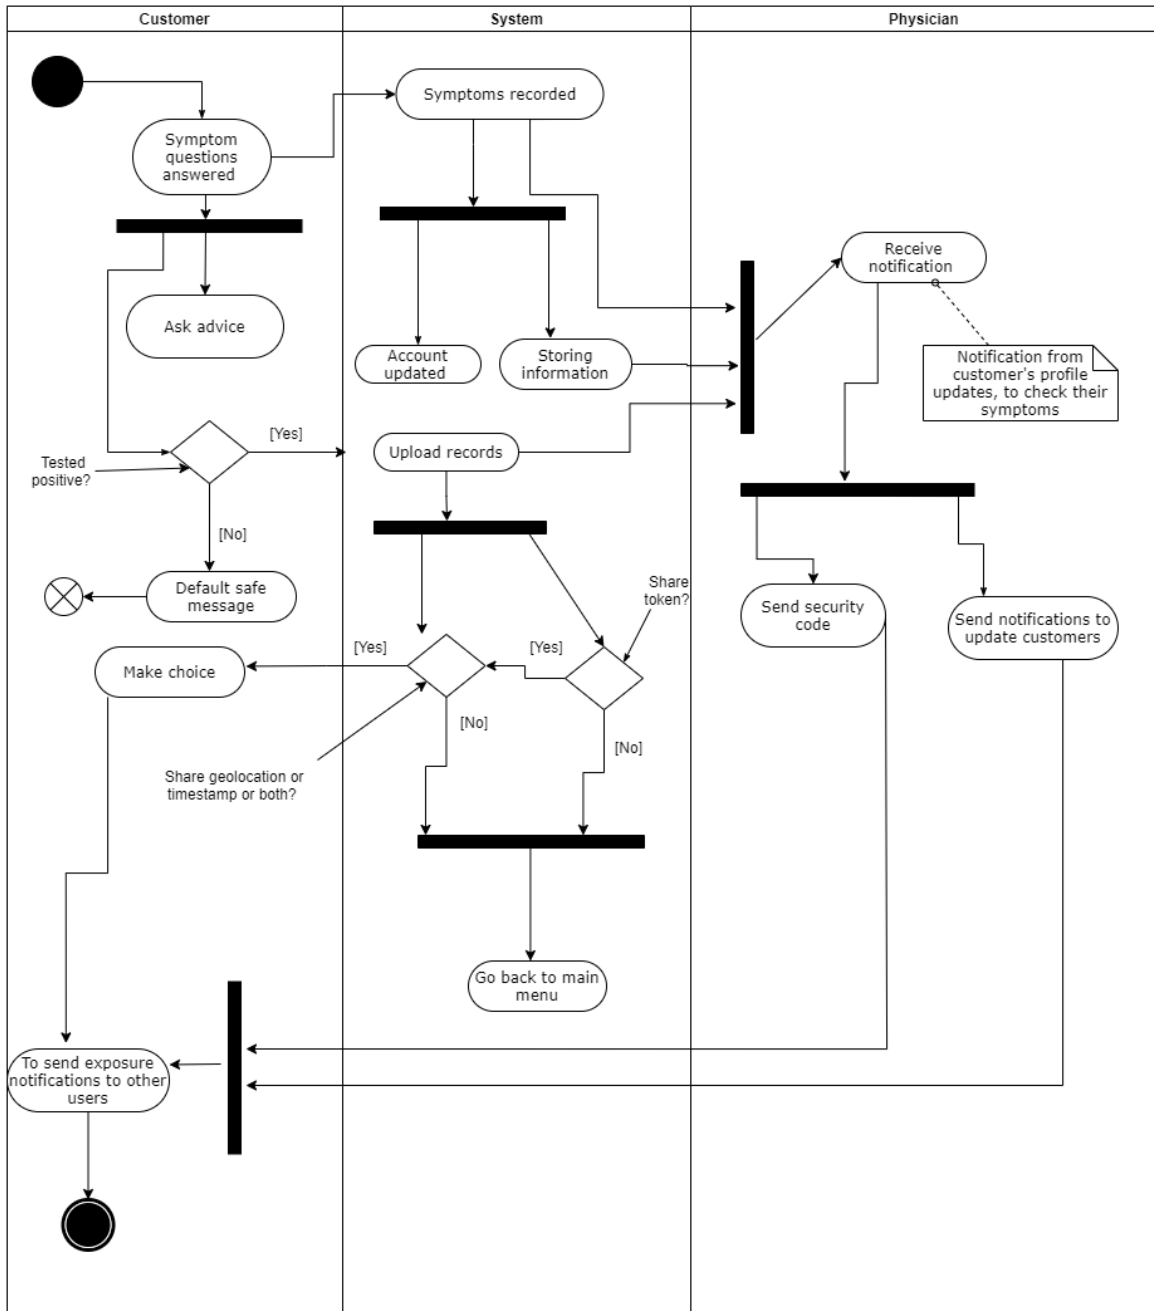 Customer
System
Physician
Symptom
questions
answered
Symptoms recorded
Receive
notification
Ask advice
Account
updated
Storing
information
Notification from
customer's profile
updates, to check their
symptoms
[Yes]
Tested
positive?
Upload records
[No]
Default safe
message
Share
token?
Send security
code
Send notifications to
update customers
[Yes]
[Yes]
Make choice
[No]
[No]
Share geolocation or
timestamp or both?
Go back to main
menu
To send exposure
notifications to other
users